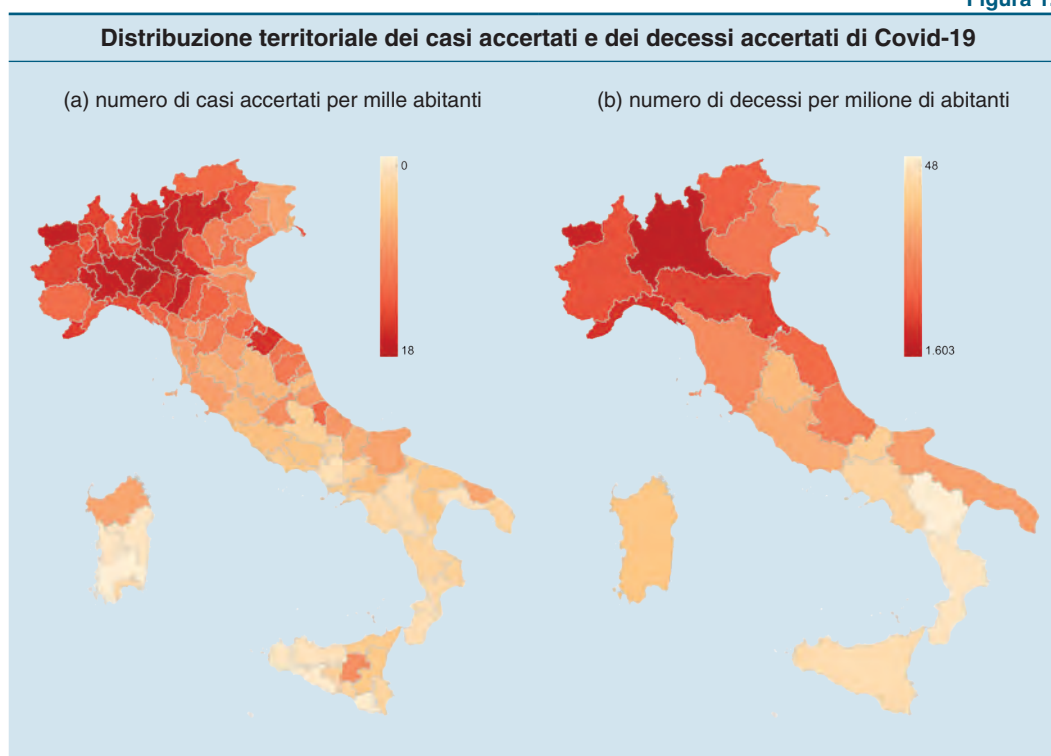 Figura 1.
Distribuzione territoriale dei casi accertati e dei decessi accertati di Covid-19
(a) numero di casi accertati per mille abitanti
(b) numero di decessi per milione di abitanti
0
18
48
1.603